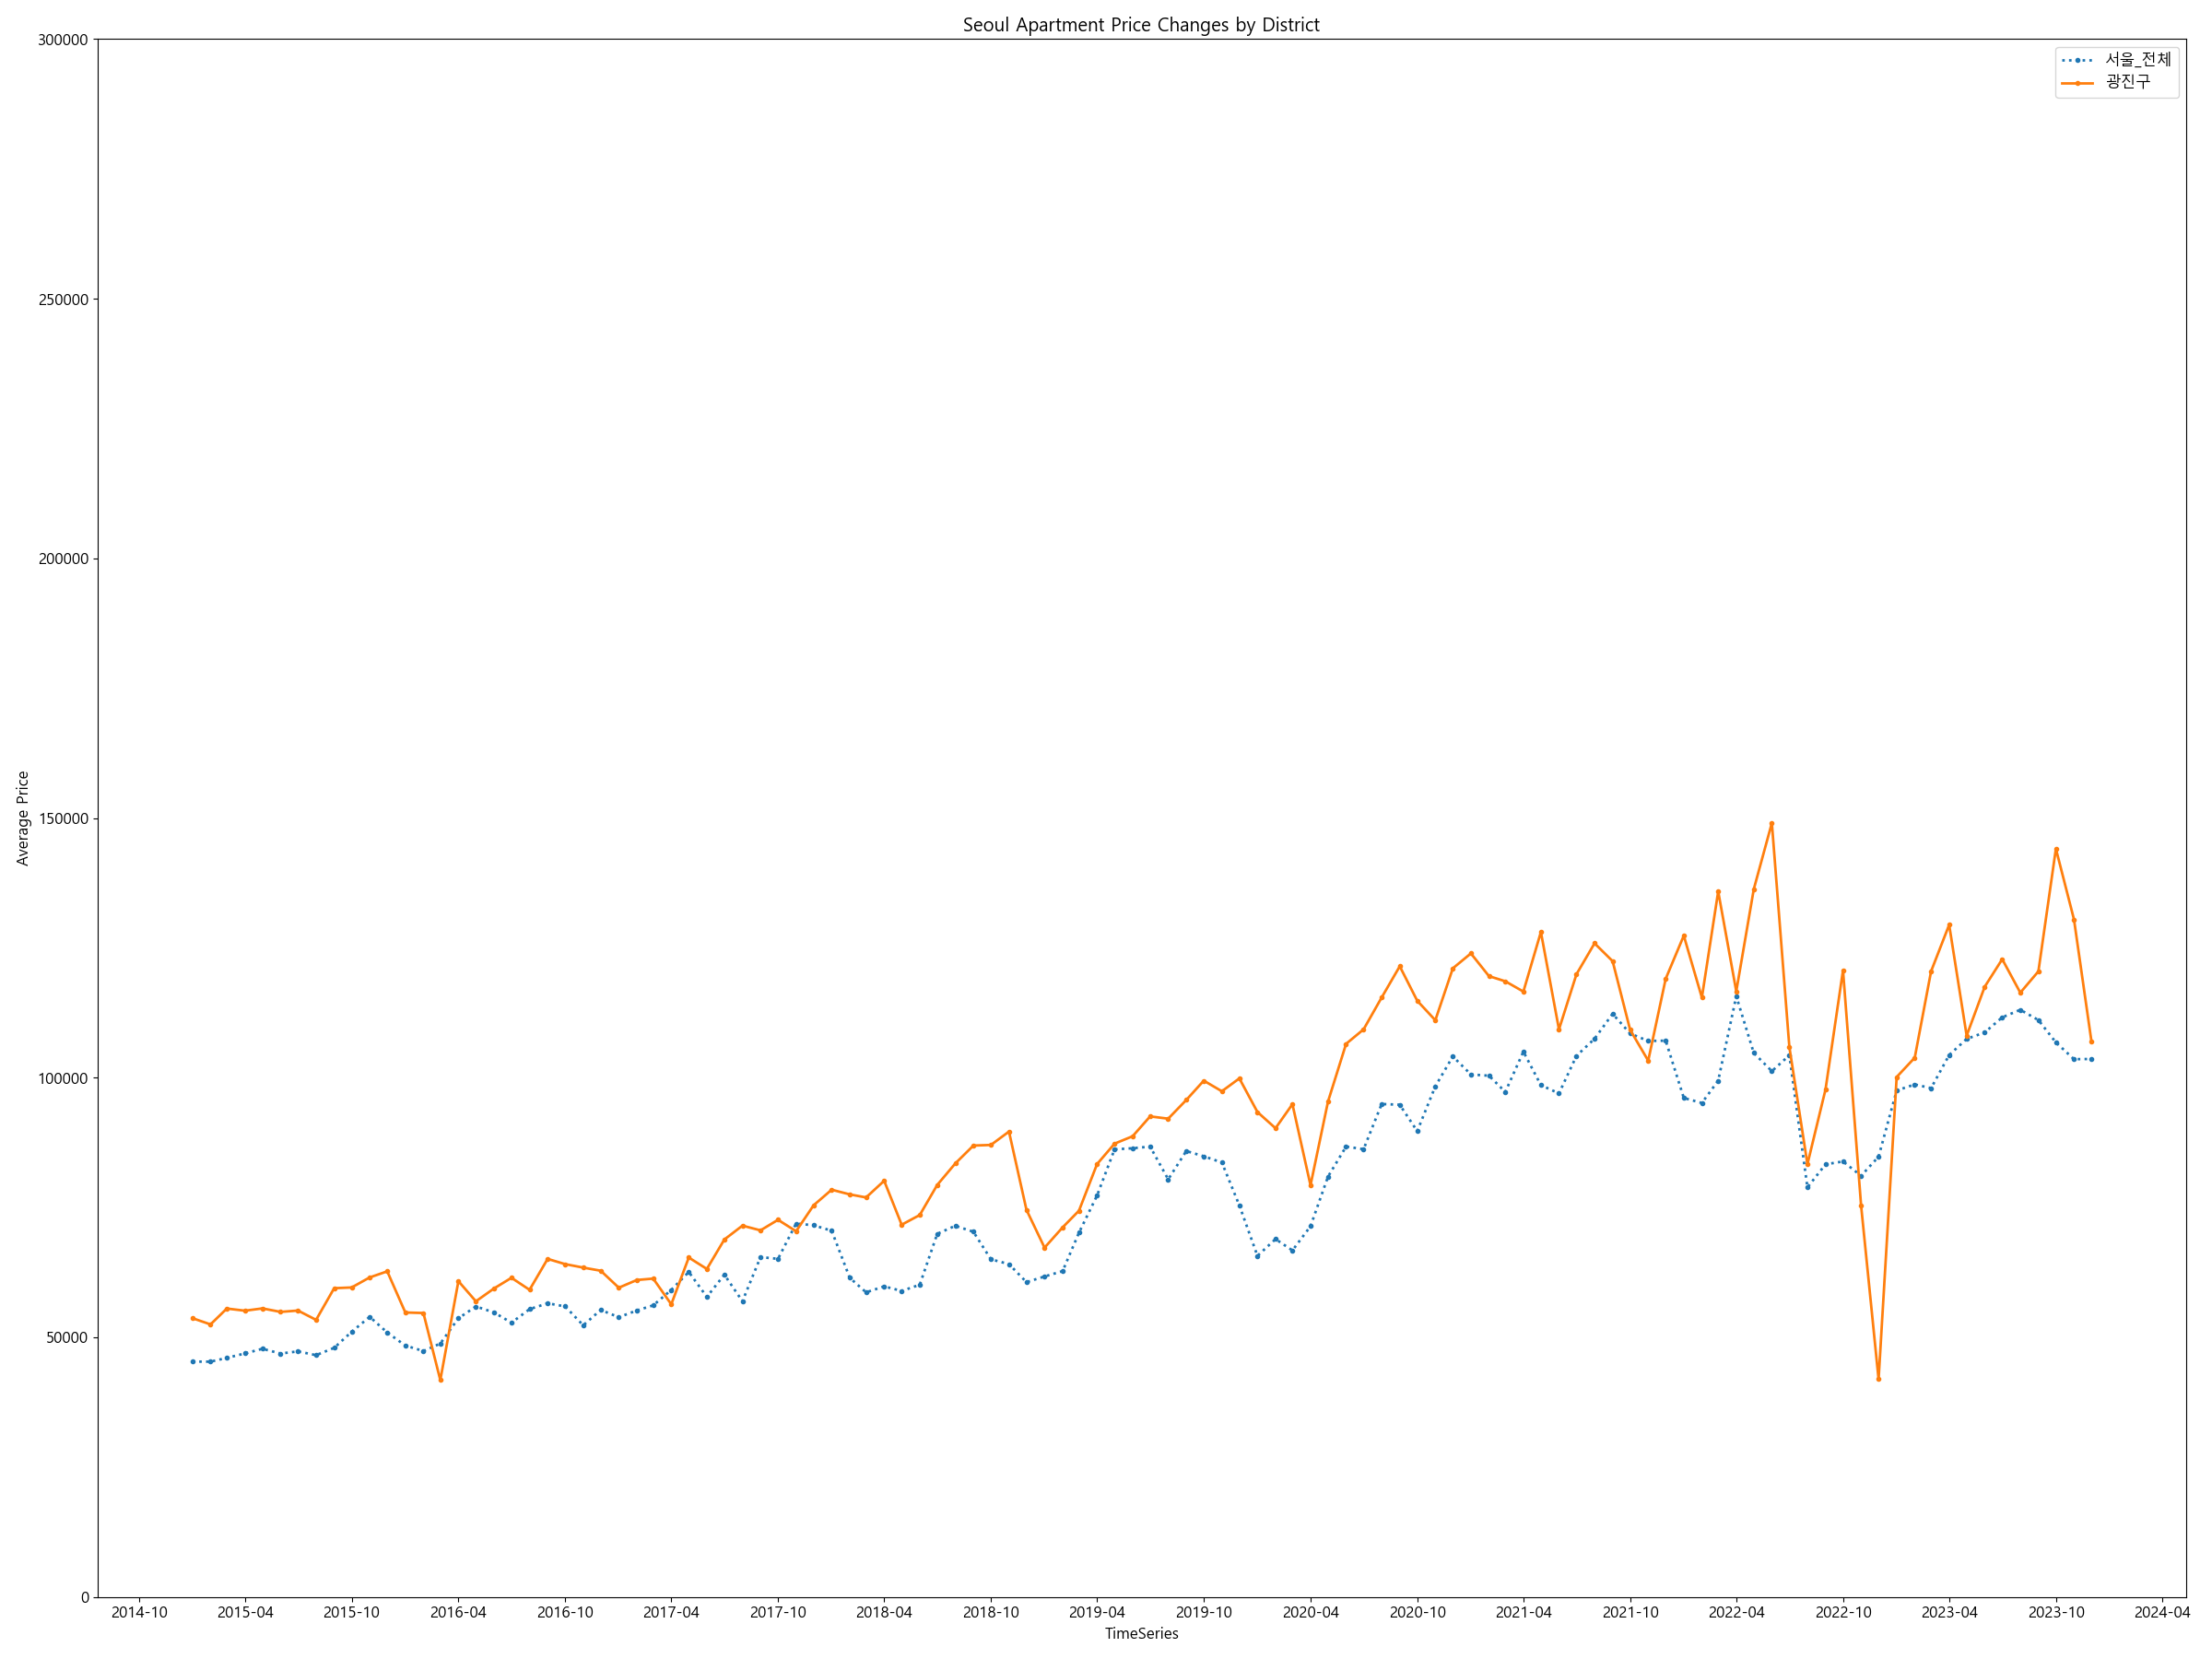 Seoul Apartment Price Changes by District
서울_전체
광진구
300000
250000
200000
150000
100000
50000
0
Average Price
2014-10 2015-04 2015-10 2016-04 2016-10 2017-04 2017-10 2018-04 2018-10 2019-04 2019-10 2020-04 2020-10 2021-04 2021-10 2022-04 2022-10 2023-04 2023-10 2024-04
TimeSeries